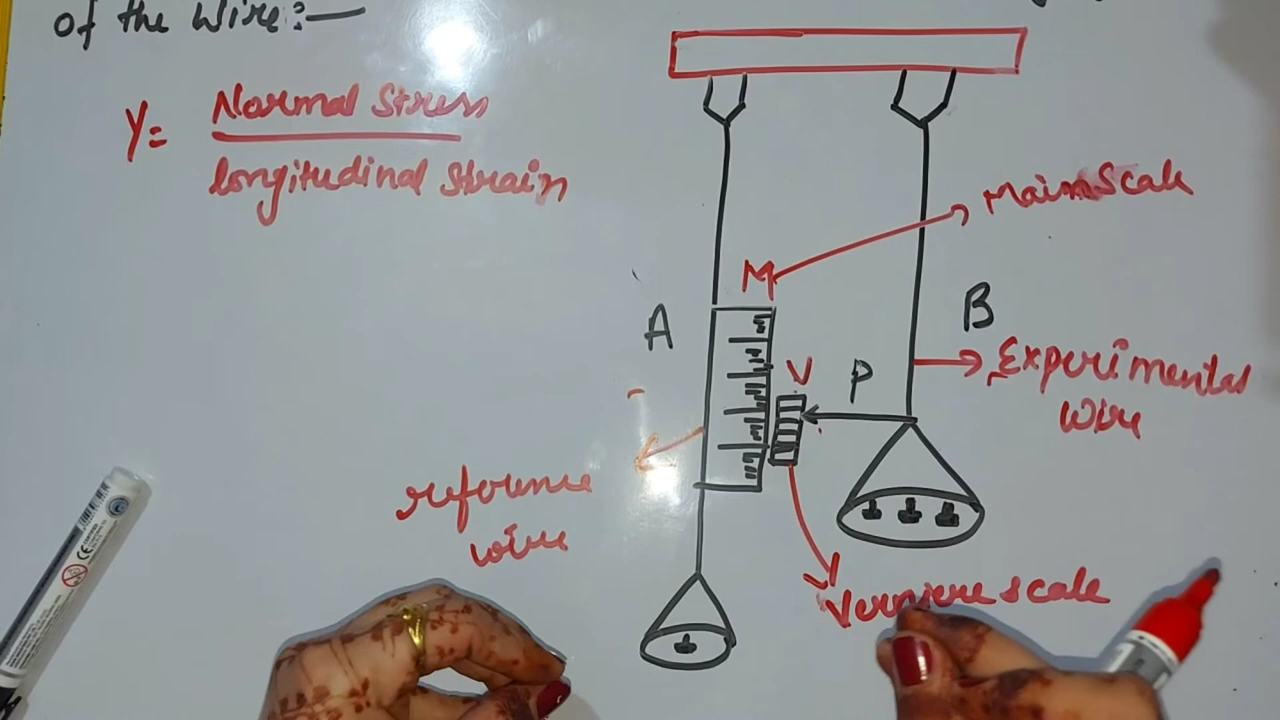 of the Wire:—
Y= Normal Stress
longitudinal Strain
Main Scale
M
A
B
V
P
Experimental
Wire
reference
wire
Verniere scale